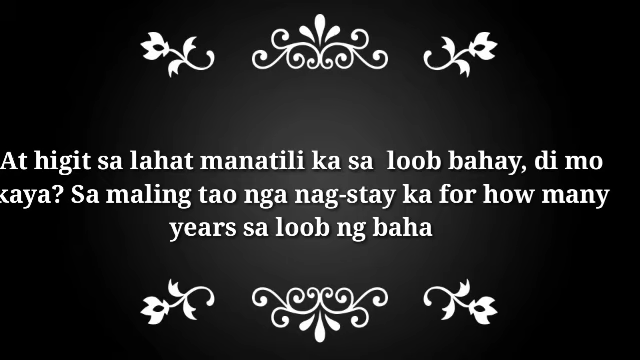 At higit sa lahat manatili ka sa loob bahay, di mo
kaya? Sa maling tao nga nag-stay ka for how many
years sa loob ng baha